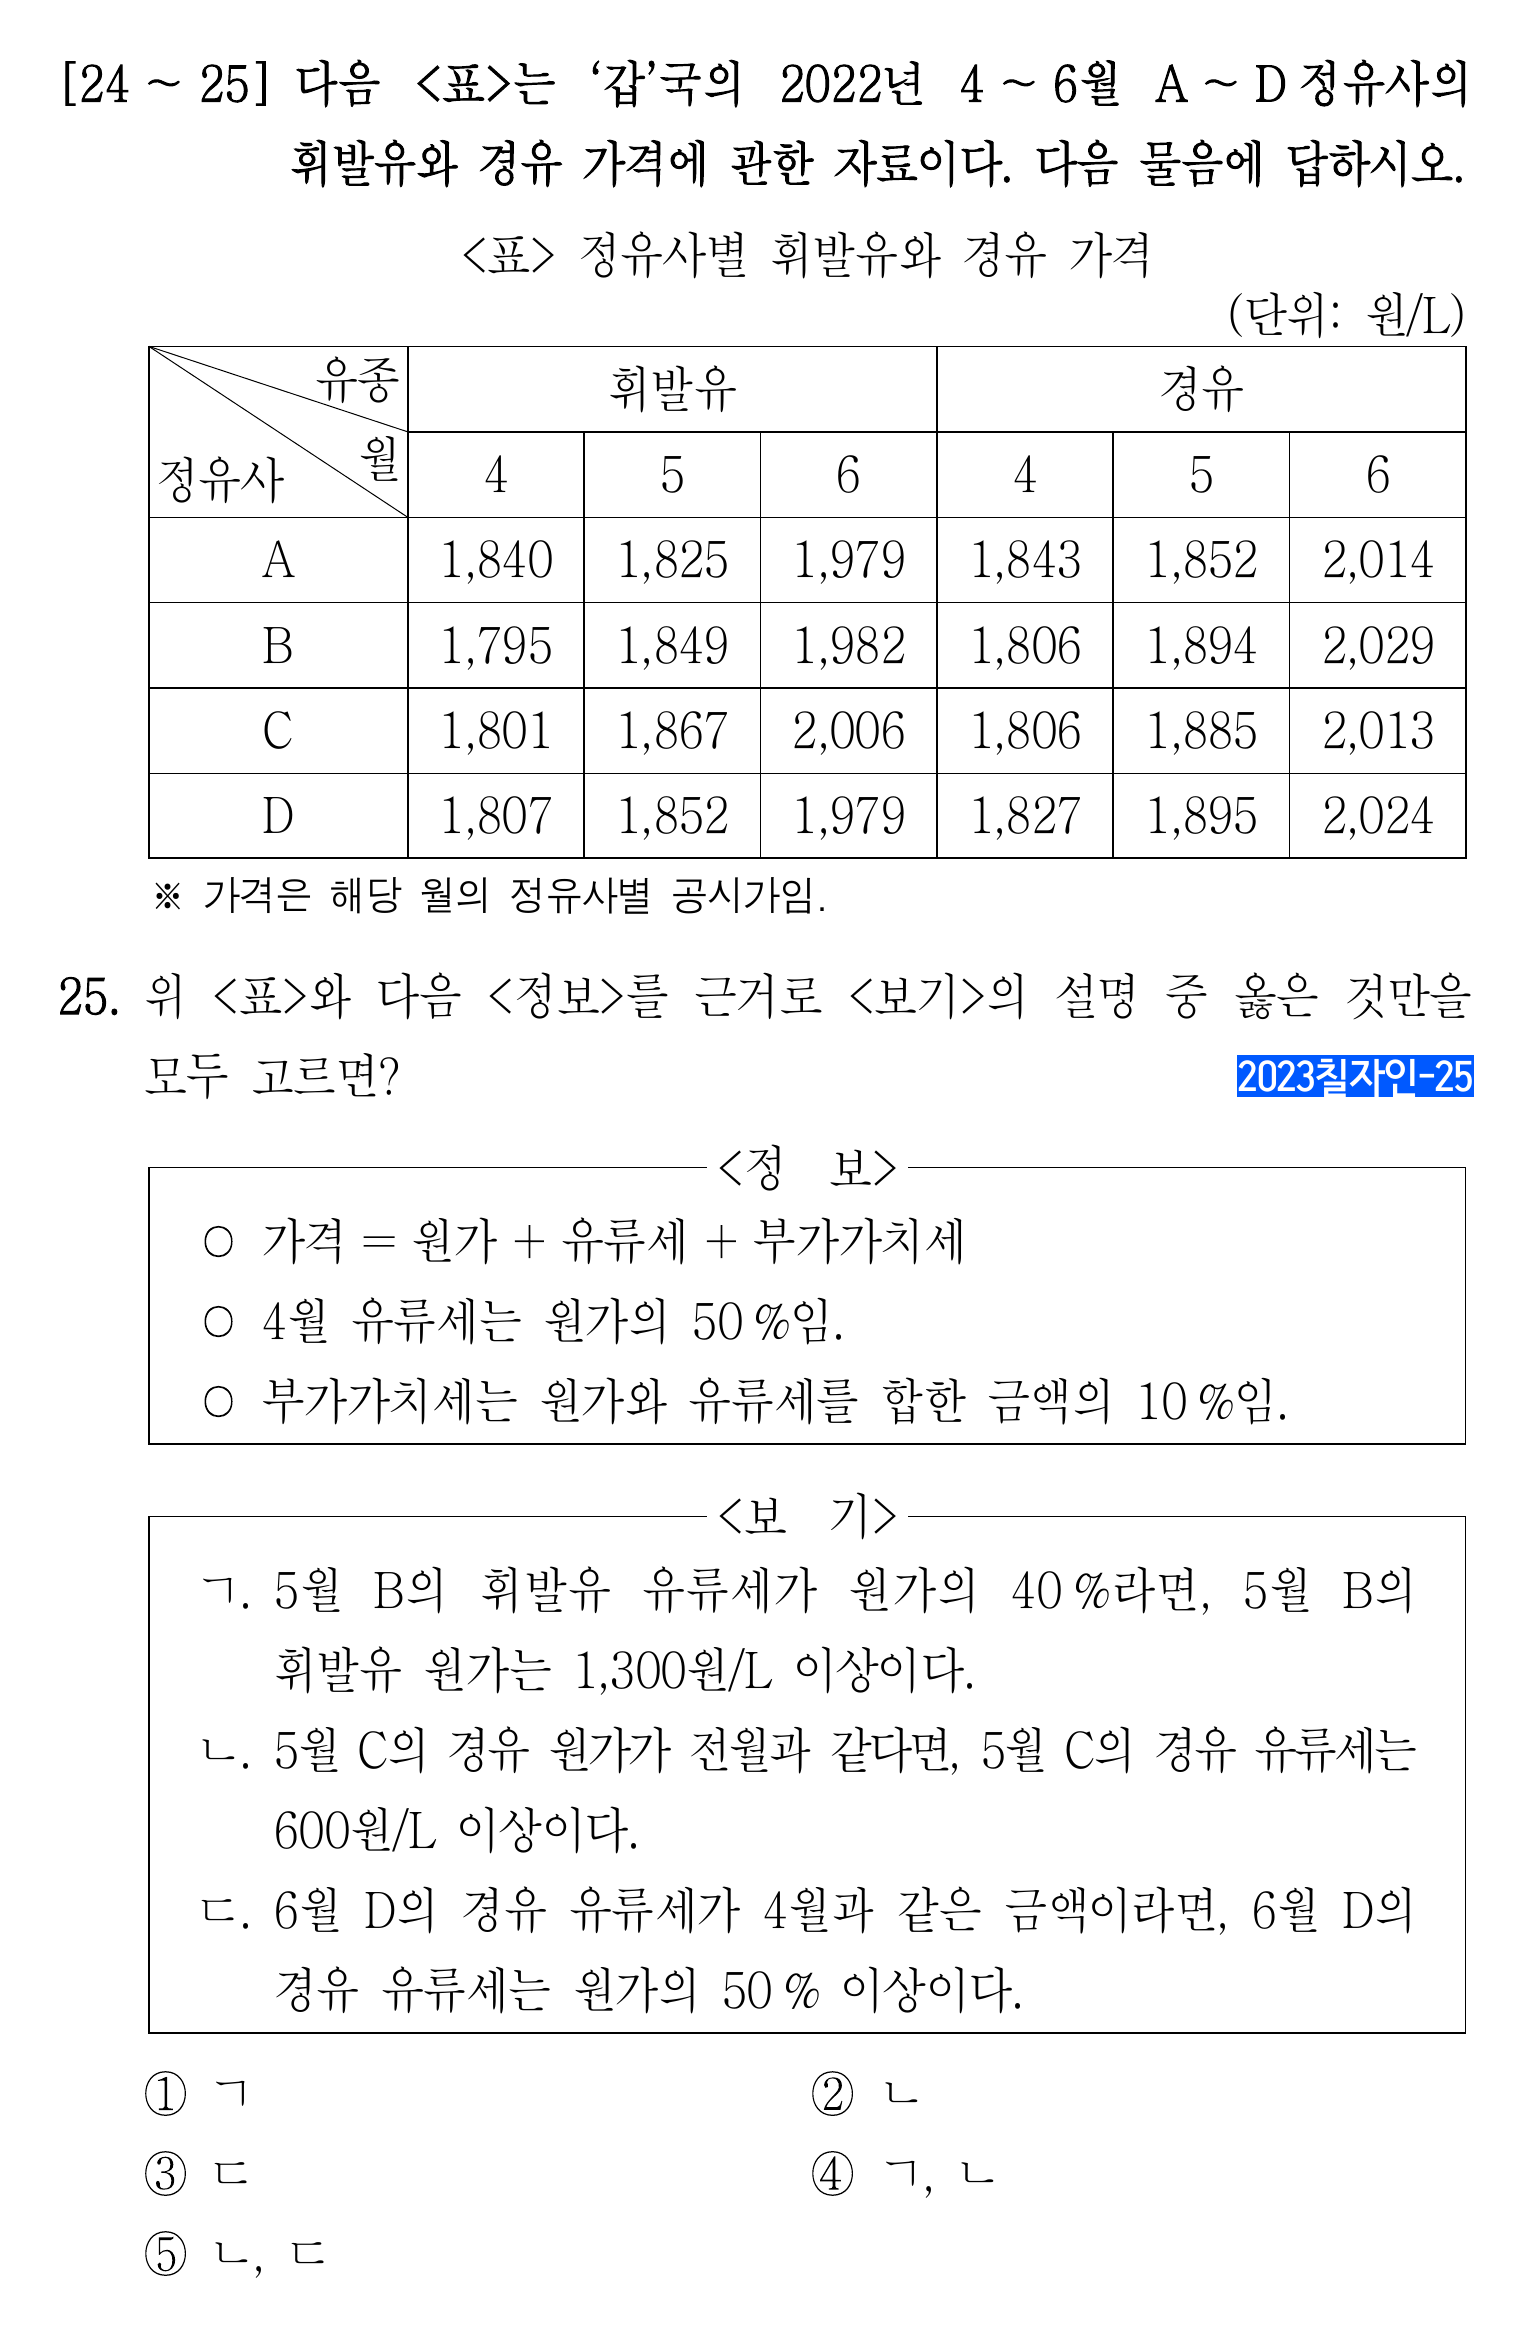 [24 ~ 25] 다음 <표>는 ‘갑’국의 2022년 4 ~ 6월 A ~ D 정유사의
휘발유와 경유 가격에 관한 자료이다. 다음 물음에 답하시오.
<표> 정유사별 휘발유와 경유 가격
(단위: 원/L)
유종 휘발유 경유
정유사 월 4 5 6 4 5 6
A 1,840 1,825 1,979 1,843 1,852 2,014
B 1,795 1,849 1,982 1,806 1,894 2,029
C 1,801 1,867 2,006 1,806 1,885 2,013
D 1,807 1,852 1,979 1,827 1,895 2,024
※ 가격은 해당 월의 정유사별 공시가임.
25. 위 <표>와 다음 <정보>를 근거로 <보기>의 설명 중 옳은 것만을
모두 고르면? 2023칠자인-25
<정 보>
○ 가격 = 원가 + 유류세 + 부가가치세
○ 4월 유류세는 원가의 50 %임.
○ 부가가치세는 원가와 유류세를 합한 금액의 10 %임.
<보 기>
ㄱ. 5월 B의 휘발유 유류세가 원가의 40 %라면, 5월 B의
휘발유 원가는 1,300원/L 이상이다.
ㄴ. 5월 C의 경유 원가가 전월과 같다면, 5월 C의 경유 유류세는
600원/L 이상이다.
ㄷ. 6월 D의 경유 유류세가 4월과 같은 금액이라면, 6월 D의
경유 유류세는 원가의 50 % 이상이다.
① ㄱ ② ㄴ
③ ㄷ ④ ㄱ, ㄴ
⑤ ㄴ, ㄷ